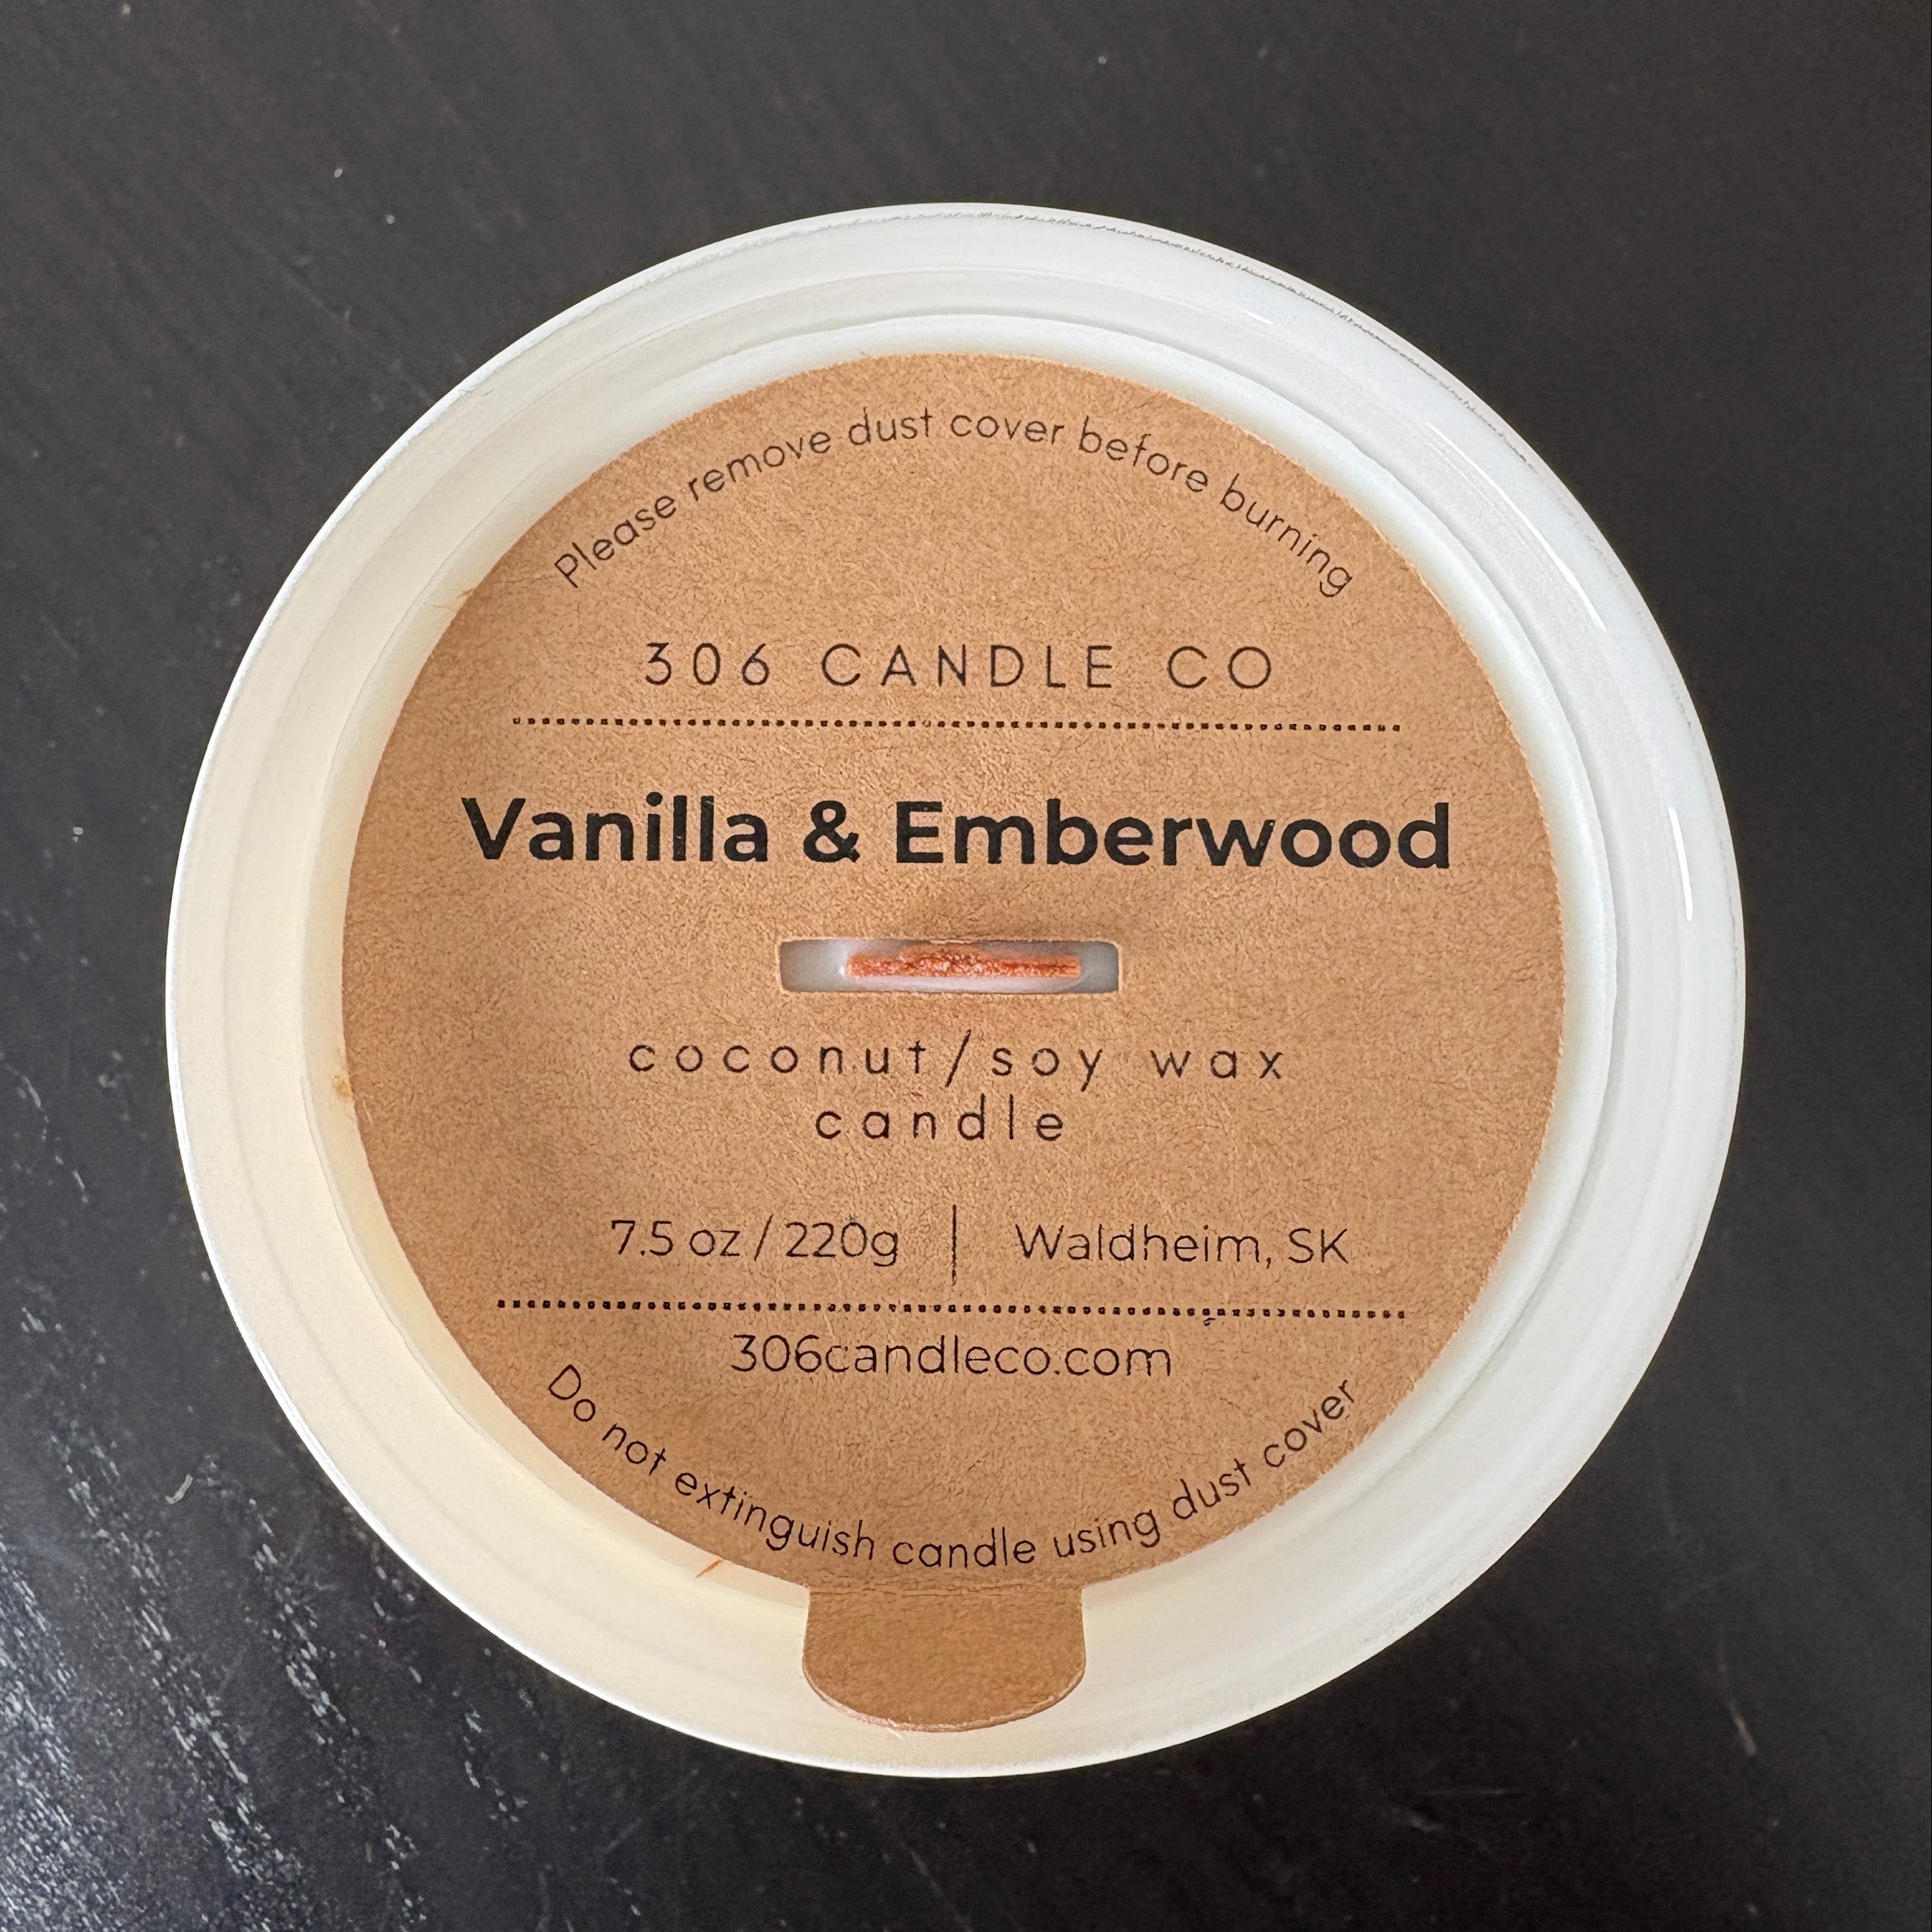 Please remove dust cover before burning
306 CANDLE CO
Vanilla & Emberwood
coconut/soy wax
candle
7.5 oz / 220g | Waldheim, SK
306candleco.com
Do not extinguish candle using dust cover